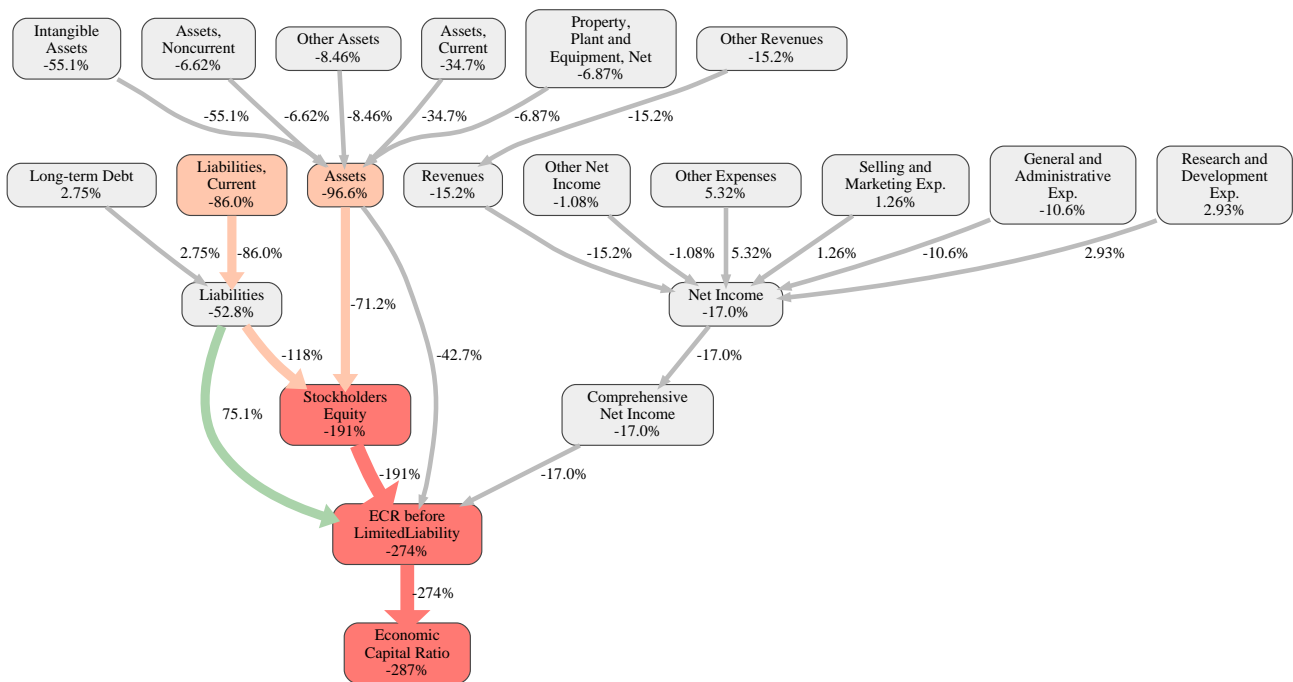 Intangible
Assets
-55.1%
Assets,
Noncurrent
-6.62%
Other Assets
-8.46%
Assets,
Current
-34.7%
Property,
Plant and
Equipment, Net
-6.87%
Other Revenues
-15.2%
-55.1%
-6.62%
-8.46%
-34.7%
-6.87%
-15.2%
Long-term Debt
2.75%
Liabilities,
Current
-86.0%
Assets
-96.6%
Revenues
-15.2%
Other Net
Income
-1.08%
Other Expenses
5.32%
Selling and
Marketing Exp.
1.26%
General and
Administrative
Exp.
-10.6%
Research and
Development
Exp.
2.93%
2.75%
-86.0%
-15.2%
-1.08%
5.32%
1.26%
-10.6%
2.93%
Liabilities
-52.8%
-71.2%
Net Income
-17.0%
-118%
-42.7%
-17.0%
75.1%
Stockholders
Equity
-191%
Comprehensive
Net Income
-17.0%
-191%
-17.0%
ECR before
LimitedLiability
-274%
-274%
Economic
Capital Ratio
-287%